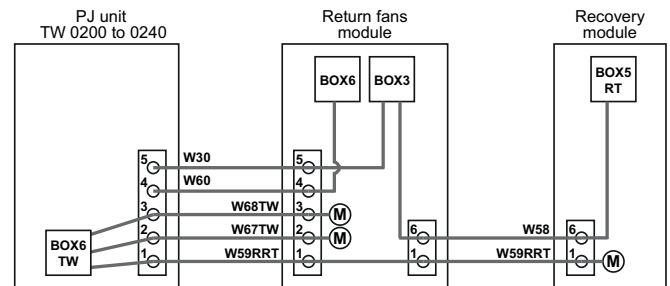 PJ unit
TW 0200 to 0240
Return fans
module
Recovery
module
BOX6
BOX3
BOX5
RT
5
W30
5
4
W60
4
3
W68TW
3
M
2
W67TW
2
M
6
W58
6
BOX6
TW
1
W59RRT
1
1
W59RRT
1
M